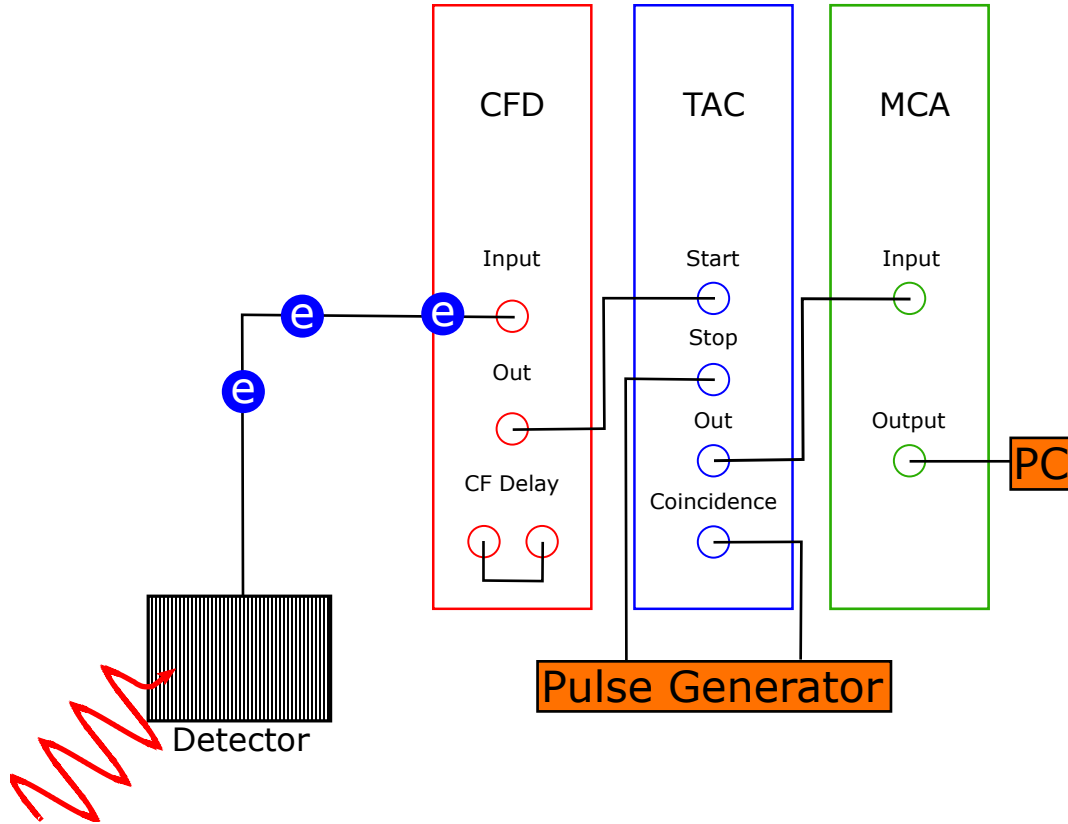 CFD
TAC
MCA
Input
Start
Input
Stop
Out
Out
Output
CF Delay
Coincidence
e
e
e
PC
Pulse Generator
Detector